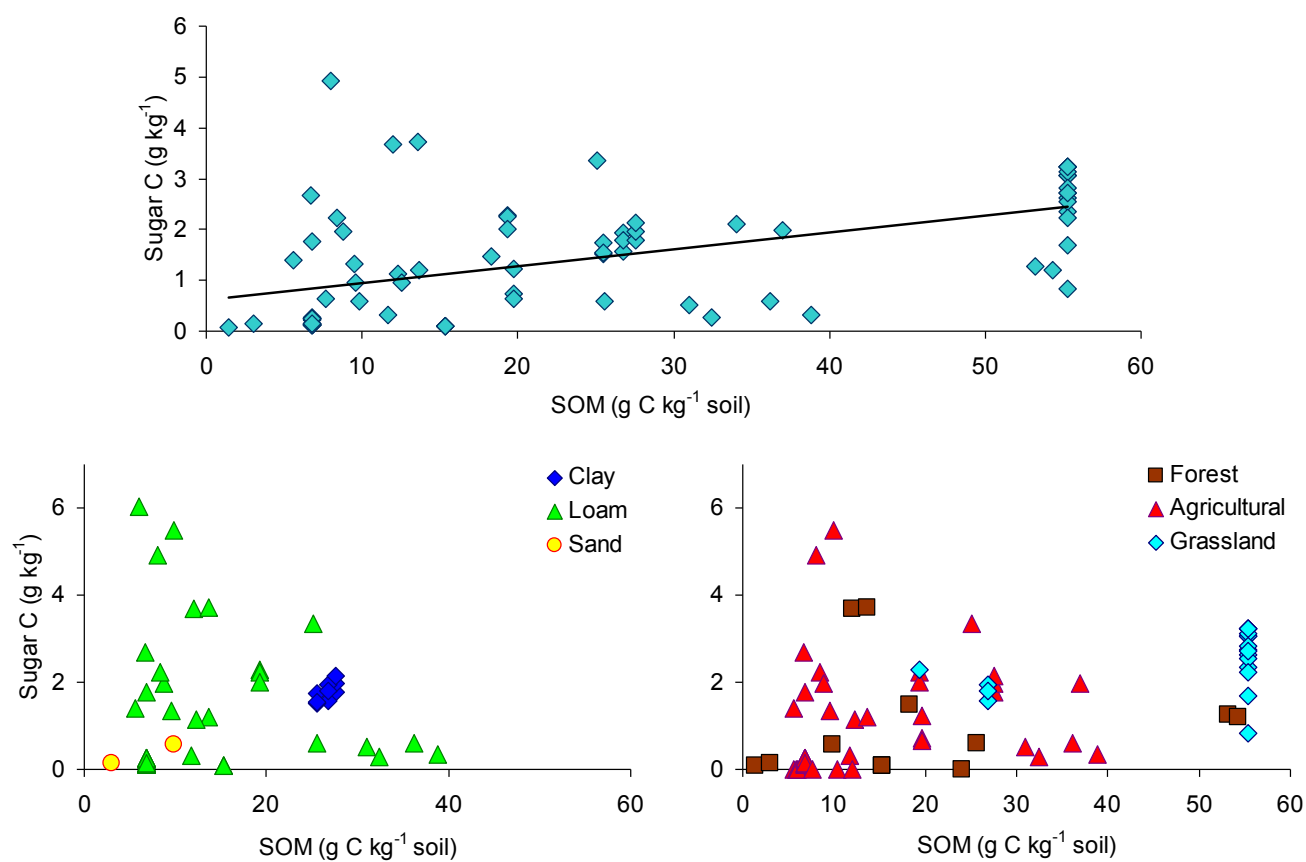 6
5
4
3
2
1
0
Sugar C (g kg-1)
0 10 20 30 40 50 60
SOM (g C kg-1 soil)
6
4
2
0
Sugar C (g kg-1)
0 20 40 60
SOM (g C kg-1 soil)
Clay
Loam
Sand
6
4
2
0
0 10 20 30 40 50 60
SOM (g C kg-1 soil)
Forest
Agricultural
Grassland